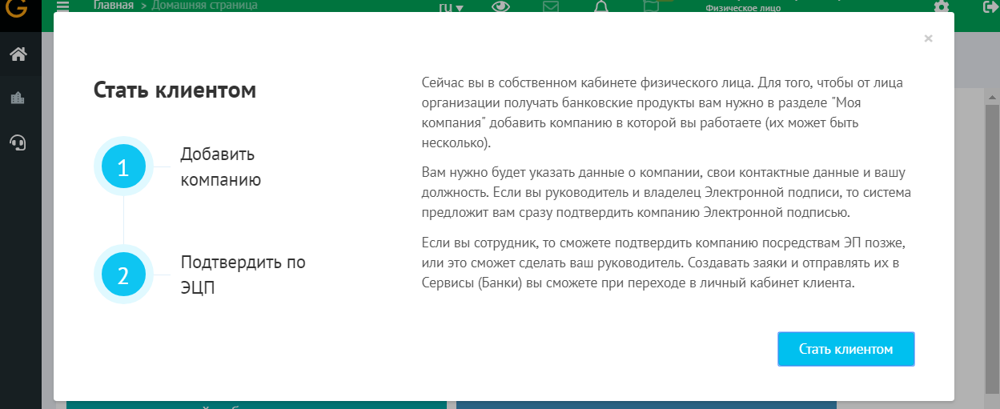 Главная > Домашняя страница
ru
Физическое лицо
×
Стать клиентом
1
Добавить
компанию
2
Подтвердить по
ЭЦП
Сейчас вы в собственном кабинете физического лица. Для того, чтобы от лица
организации получать банковские продукты вам нужно в разделе "Моя
компания" добавить компанию в которой вы работаете (их может быть
несколько).
Вам нужно будет указать данные о компании, свои контактные данные и вашу
должность. Если вы руководитель и владелец Электронной подписи, то система
предложит вам сразу подтвердить компанию Электронной подписью.
Если вы сотрудник, то сможете подтвердить компанию посредствам ЭП позже,
или это сможет сделать ваш руководитель. Создавать заяки и отправлять их в
Сервисы (Банки) вы сможете при переходе в личный кабинет клиента.
Стать клиентом